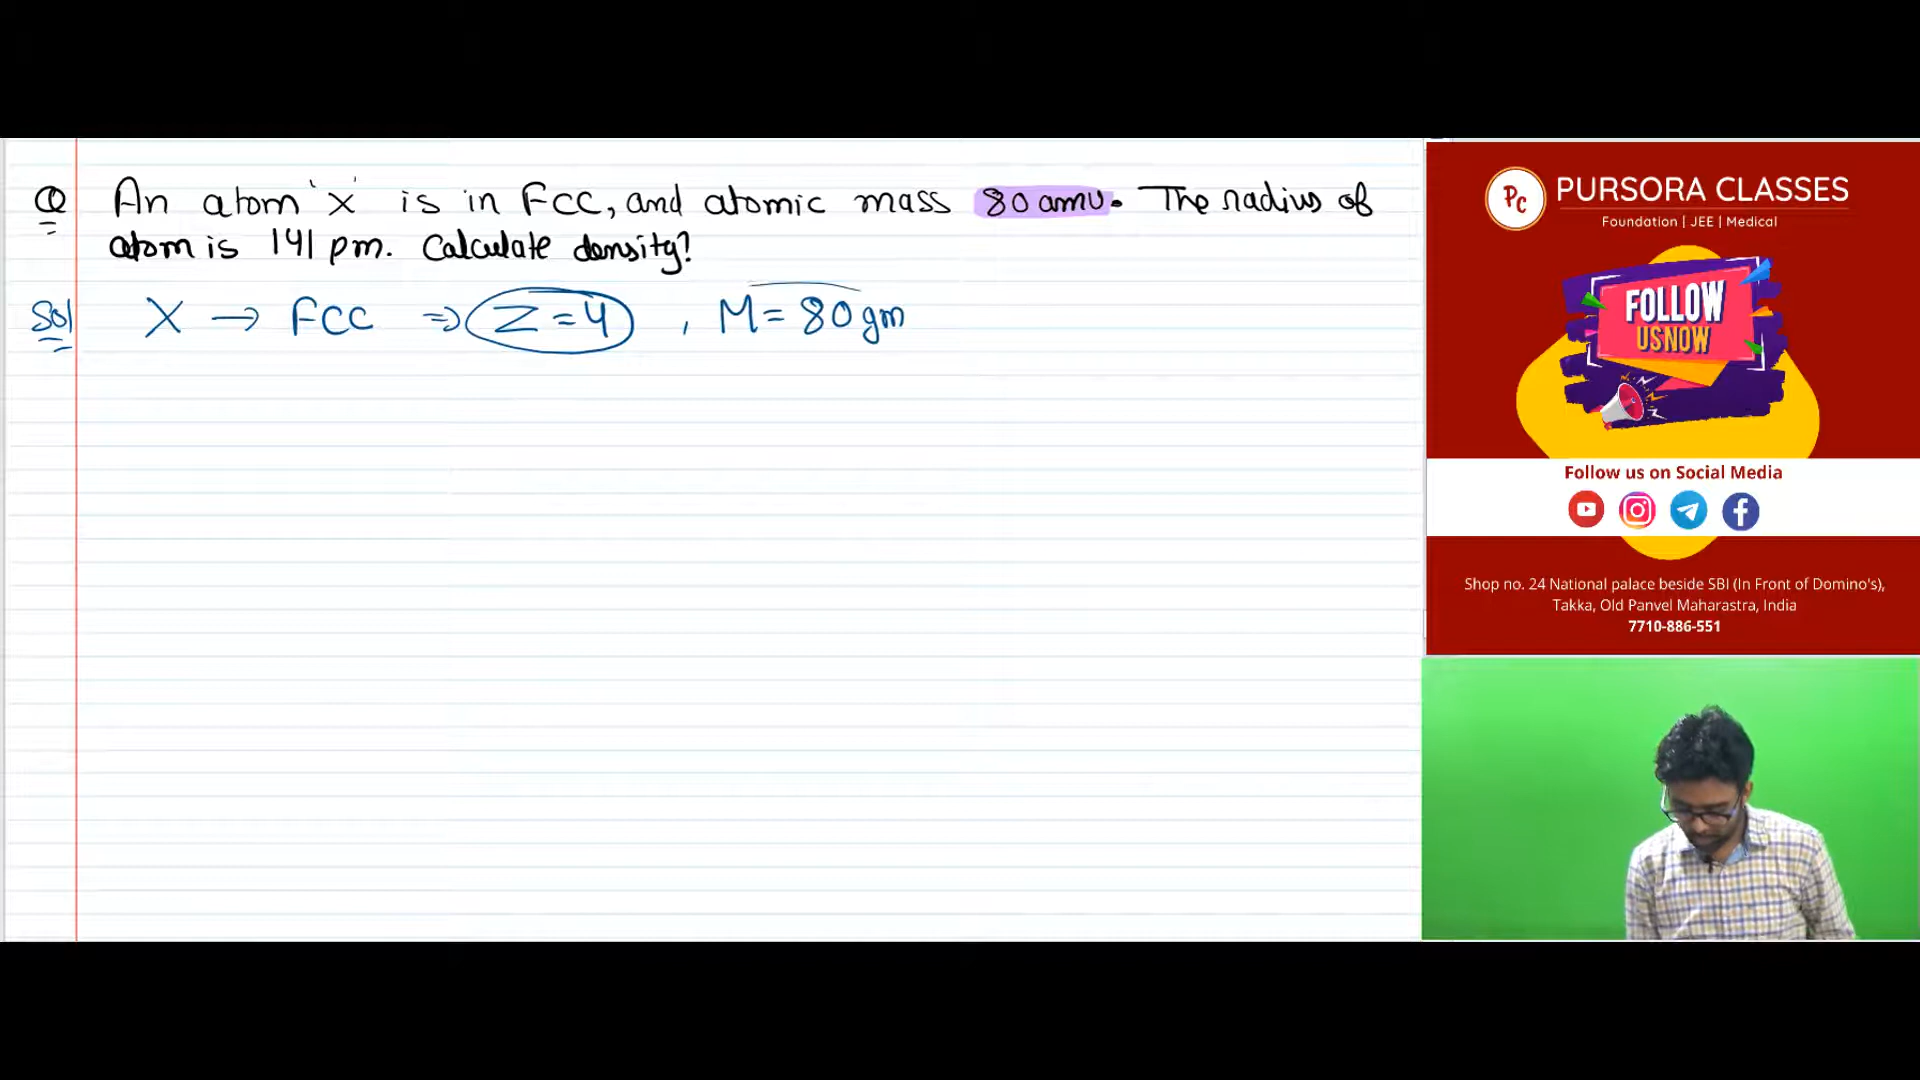 Q An atom 'X' is in FCC, and atomic mass 80 amu. The radius of
atom is 141 pm. Calculate density?
Sol X → FCC ⇒ Z = 4 , M = 80 gm
Pc
PURSORA CLASSES
Foundation | JEE | Medical
FOLLOW
US NOW
Follow us on Social Media
Shop no. 24 National palace beside SBI (In Front of Domino's),
Takka, Old Panvel Maharastra, India
7710-886-551